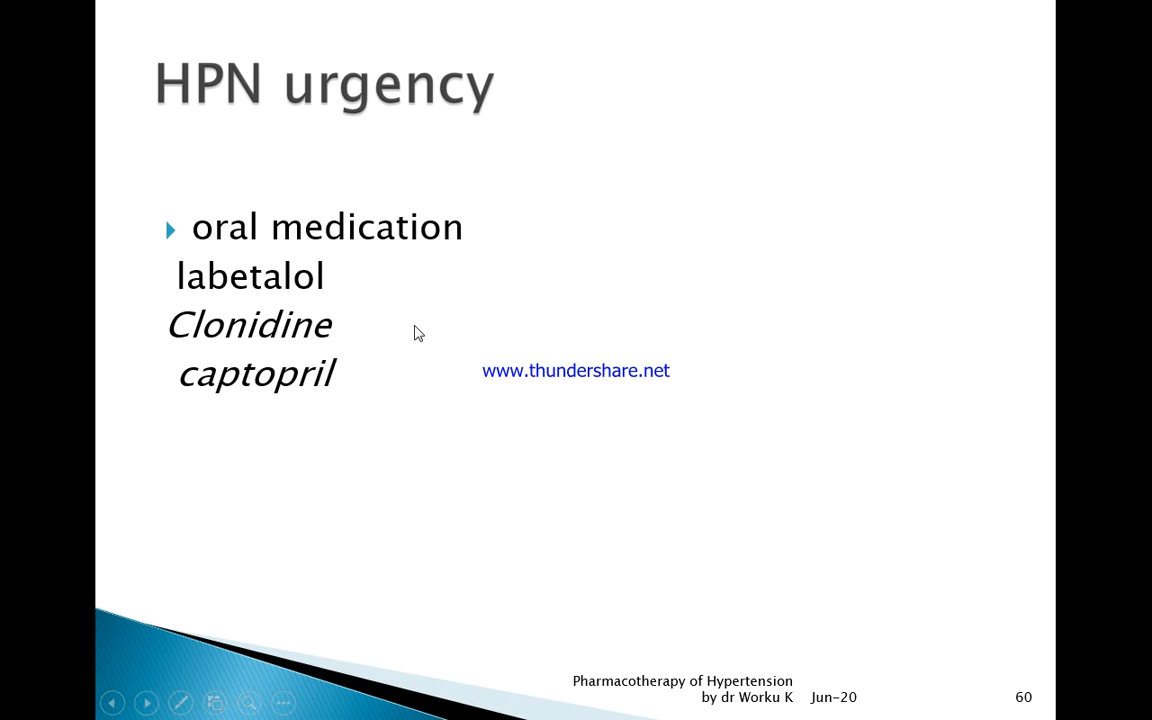 HPN urgency
oral medication
labetalol
Clonidine
captopril
www.thundershare.net
Pharmacotherapy of Hypertension
by dr Worku K
Jun-20
60